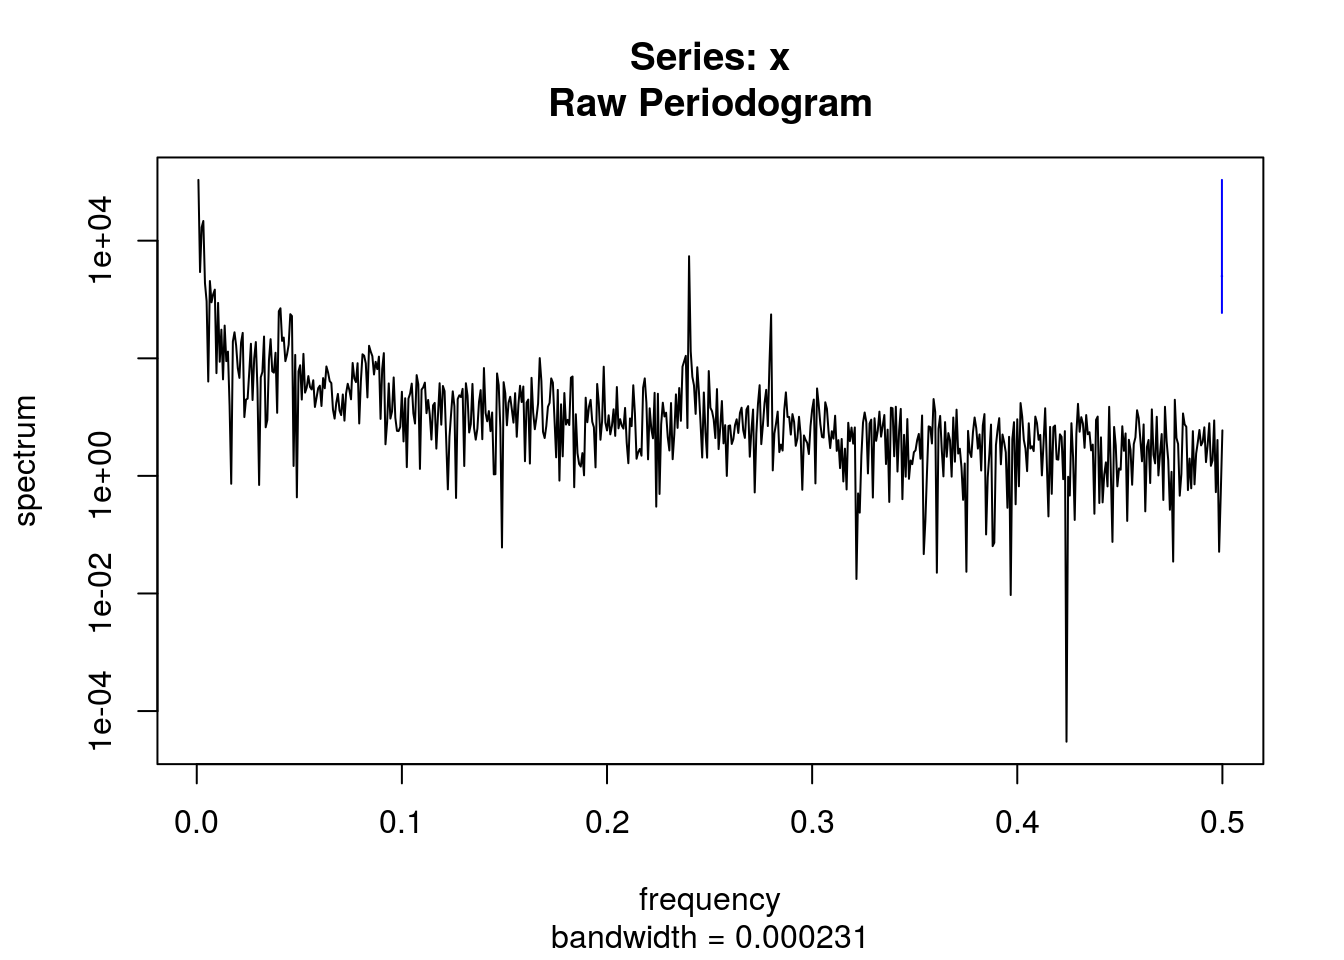 Series: x
Raw Periodogram
spectrum
1e+04
1e+00
1e-02
1e-04
0.0 0.1 0.2 0.3 0.4 0.5
frequency
bandwidth = 0.000231